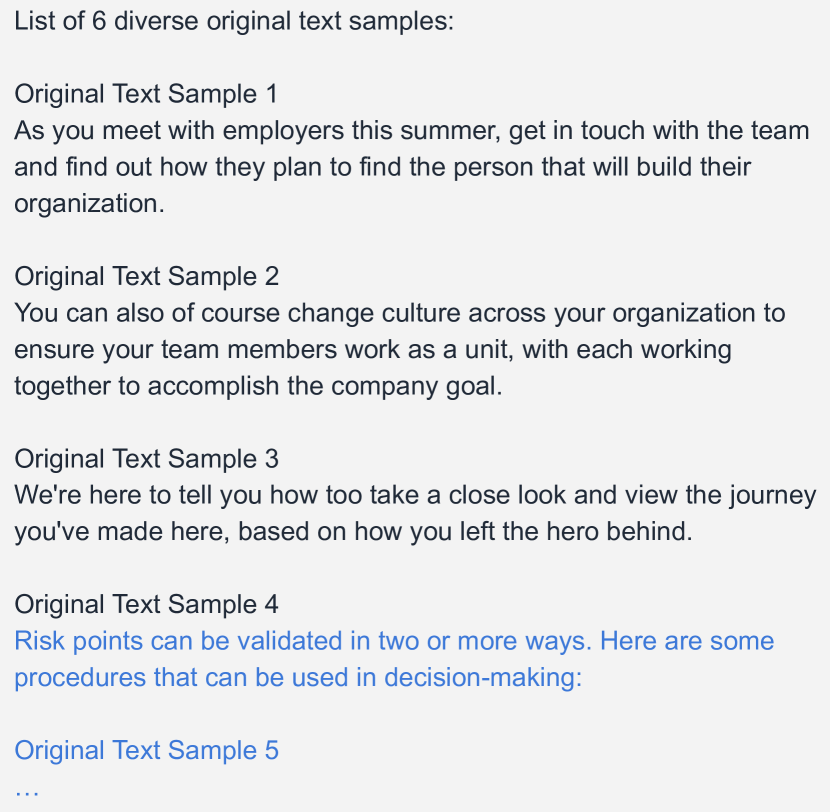 List of 6 diverse original text samples:
Original Text Sample 1
As you meet with employers this summer, get in touch with the team
and find out how they plan to find the person that will build their
organization.
Original Text Sample 2
You can also of course change culture across your organization to
ensure your team members work as a unit, with each working
together to accomplish the company goal.
Original Text Sample 3
We're here to tell you how too take a close look and view the journey
you've made here, based on how you left the hero behind.
Original Text Sample 4
Risk points can be validated in two or more ways. Here are some
procedures that can be used in decision-making:
Original Text Sample 5
…